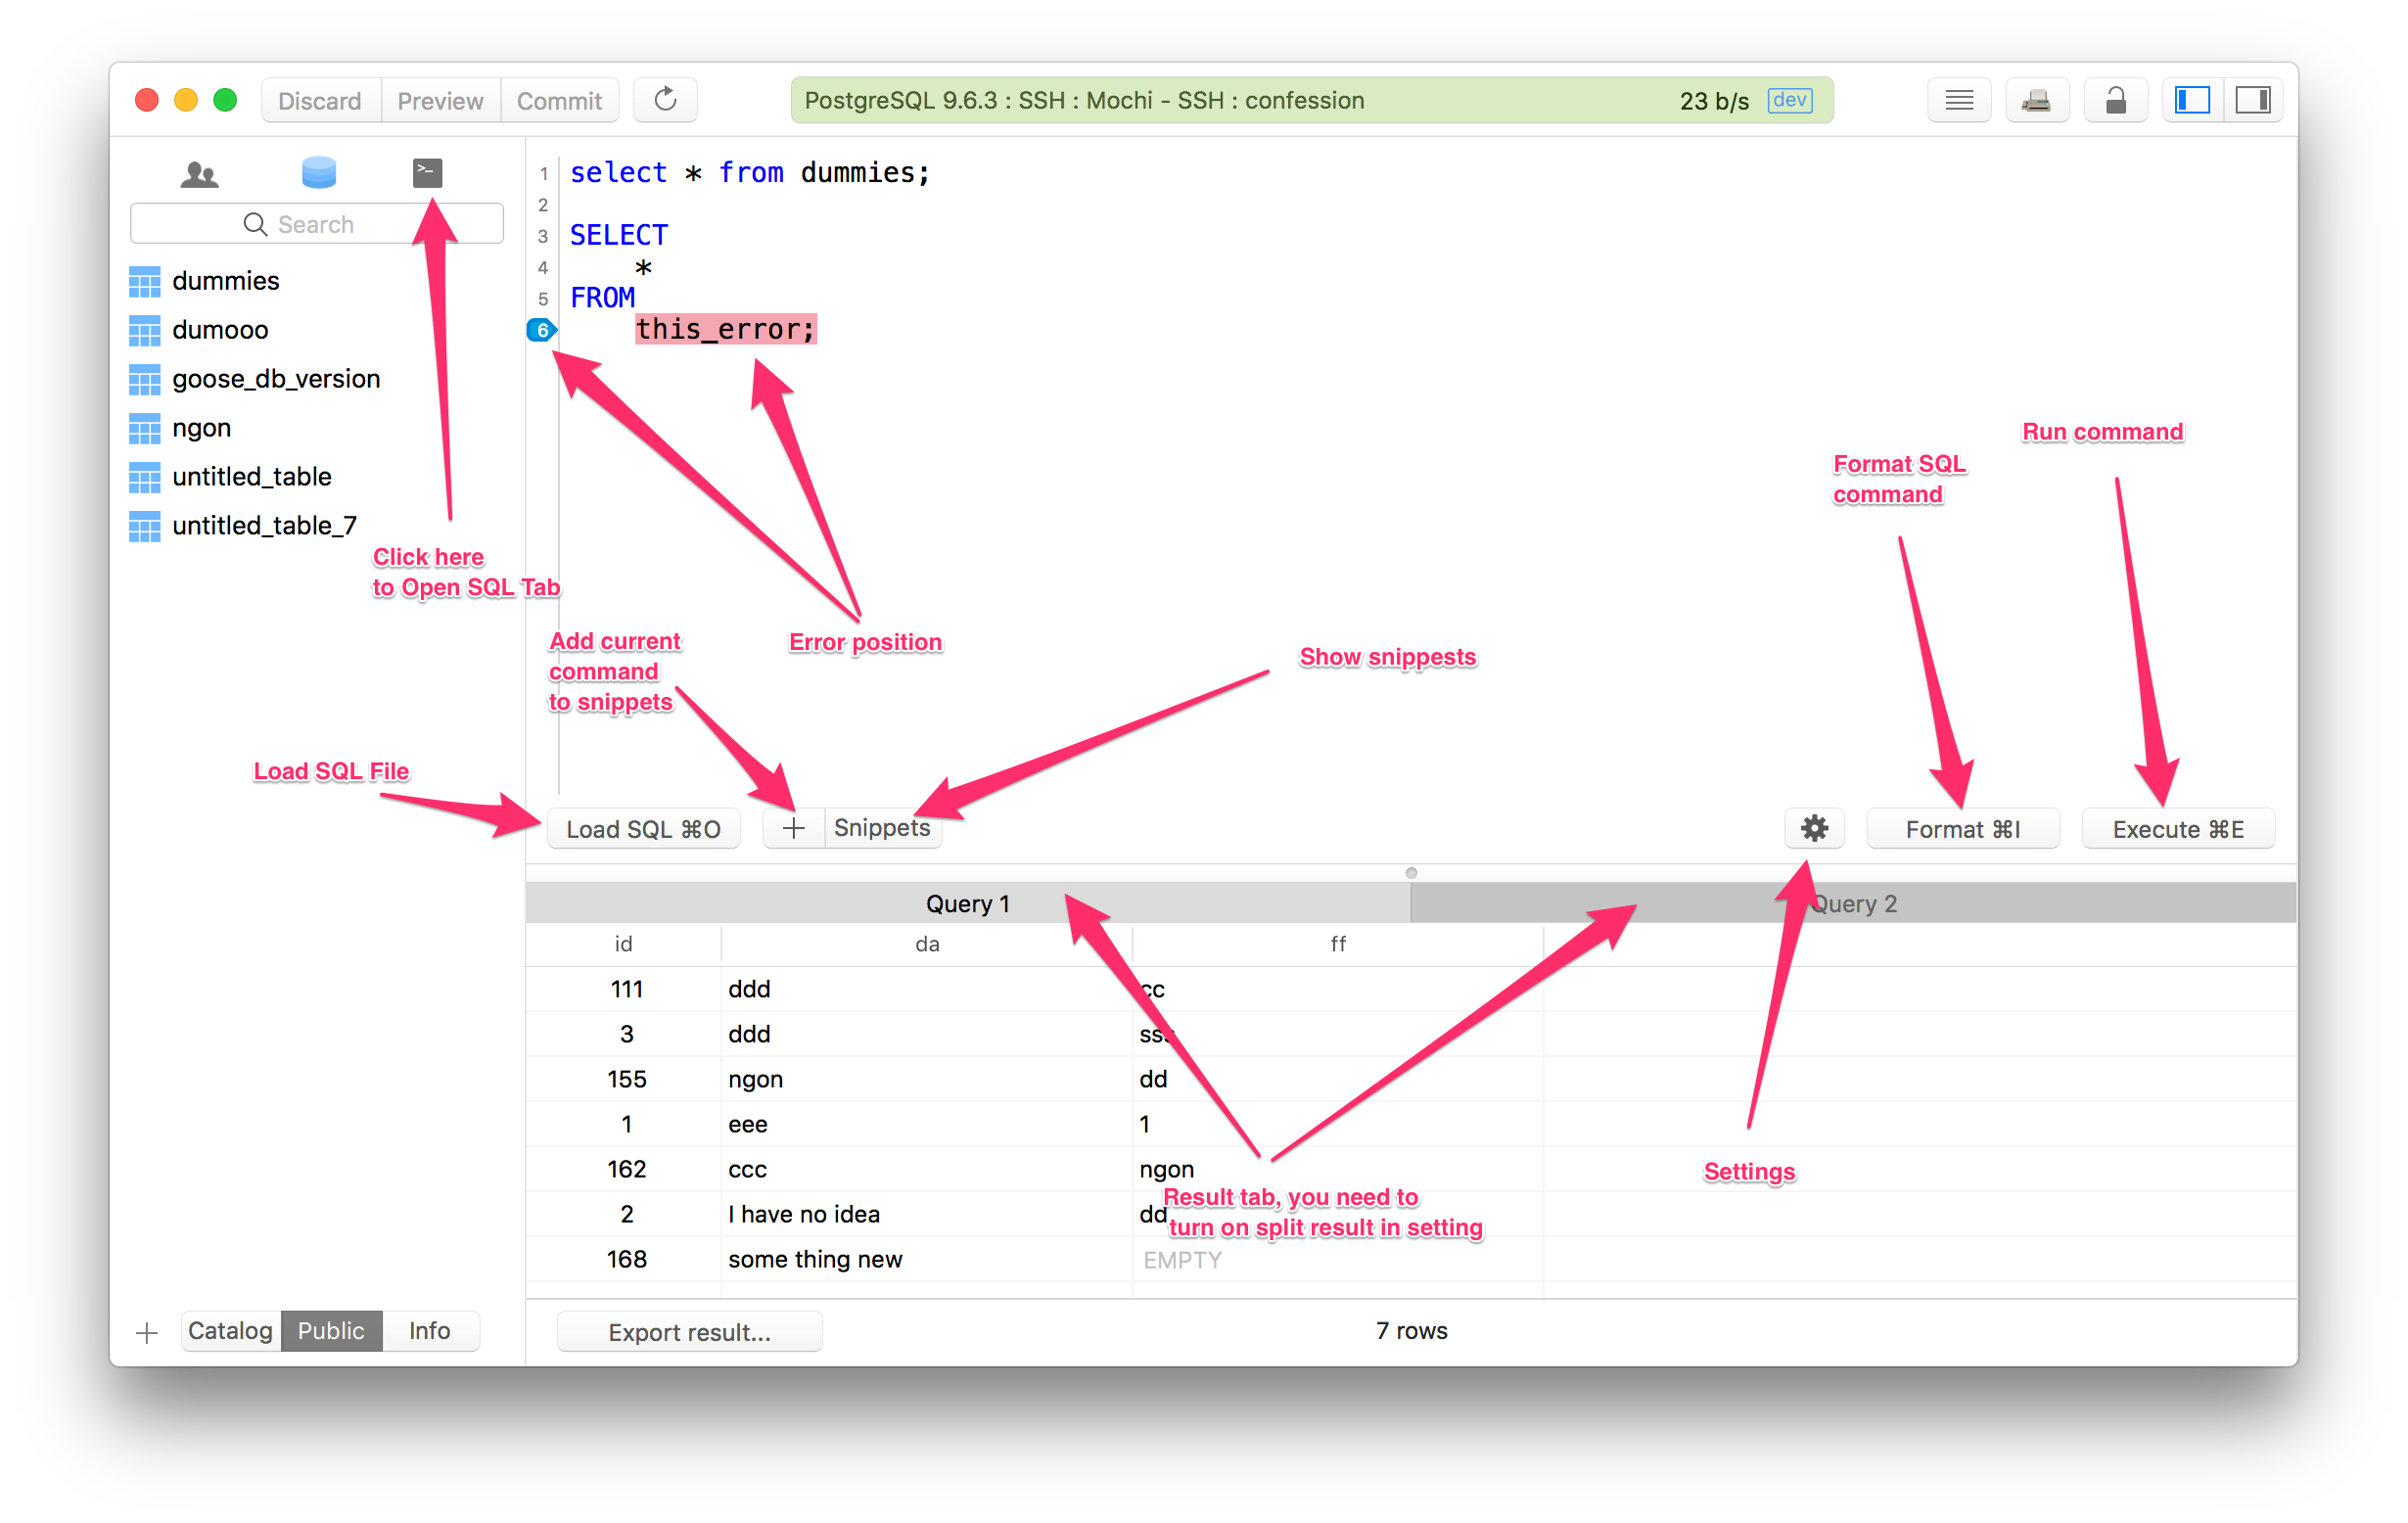 Discard Preview Commit
PostgreSQL 9.6.3 : SSH : Mochi - SSH : confession 23 b/s dev
Search
dummies
dumooo
goose_db_version
ngon
untitled_table
untitled_table_7
1 select * from dummies;
2
3 SELECT
4 *
5 FROM
6 this_error;
Click here
to Open SQL Tab
Error position
Add current
command
to snippets
Show snippests
Format SQL
command
Run command
Load SQL File
Load SQL ⌘O + Snippets Format ⌘I Execute ⌘E
Query 1 Query 2
id da ff
111 ddd cc
3 ddd sss
155 ngon dd
1 eee 1
162 ccc ngon
2 I have no idea dd
168 some thing new EMPTY
Result tab, you need to
turn on split result in setting
Settings
+ Catalog Public Info
Export result... 7 rows